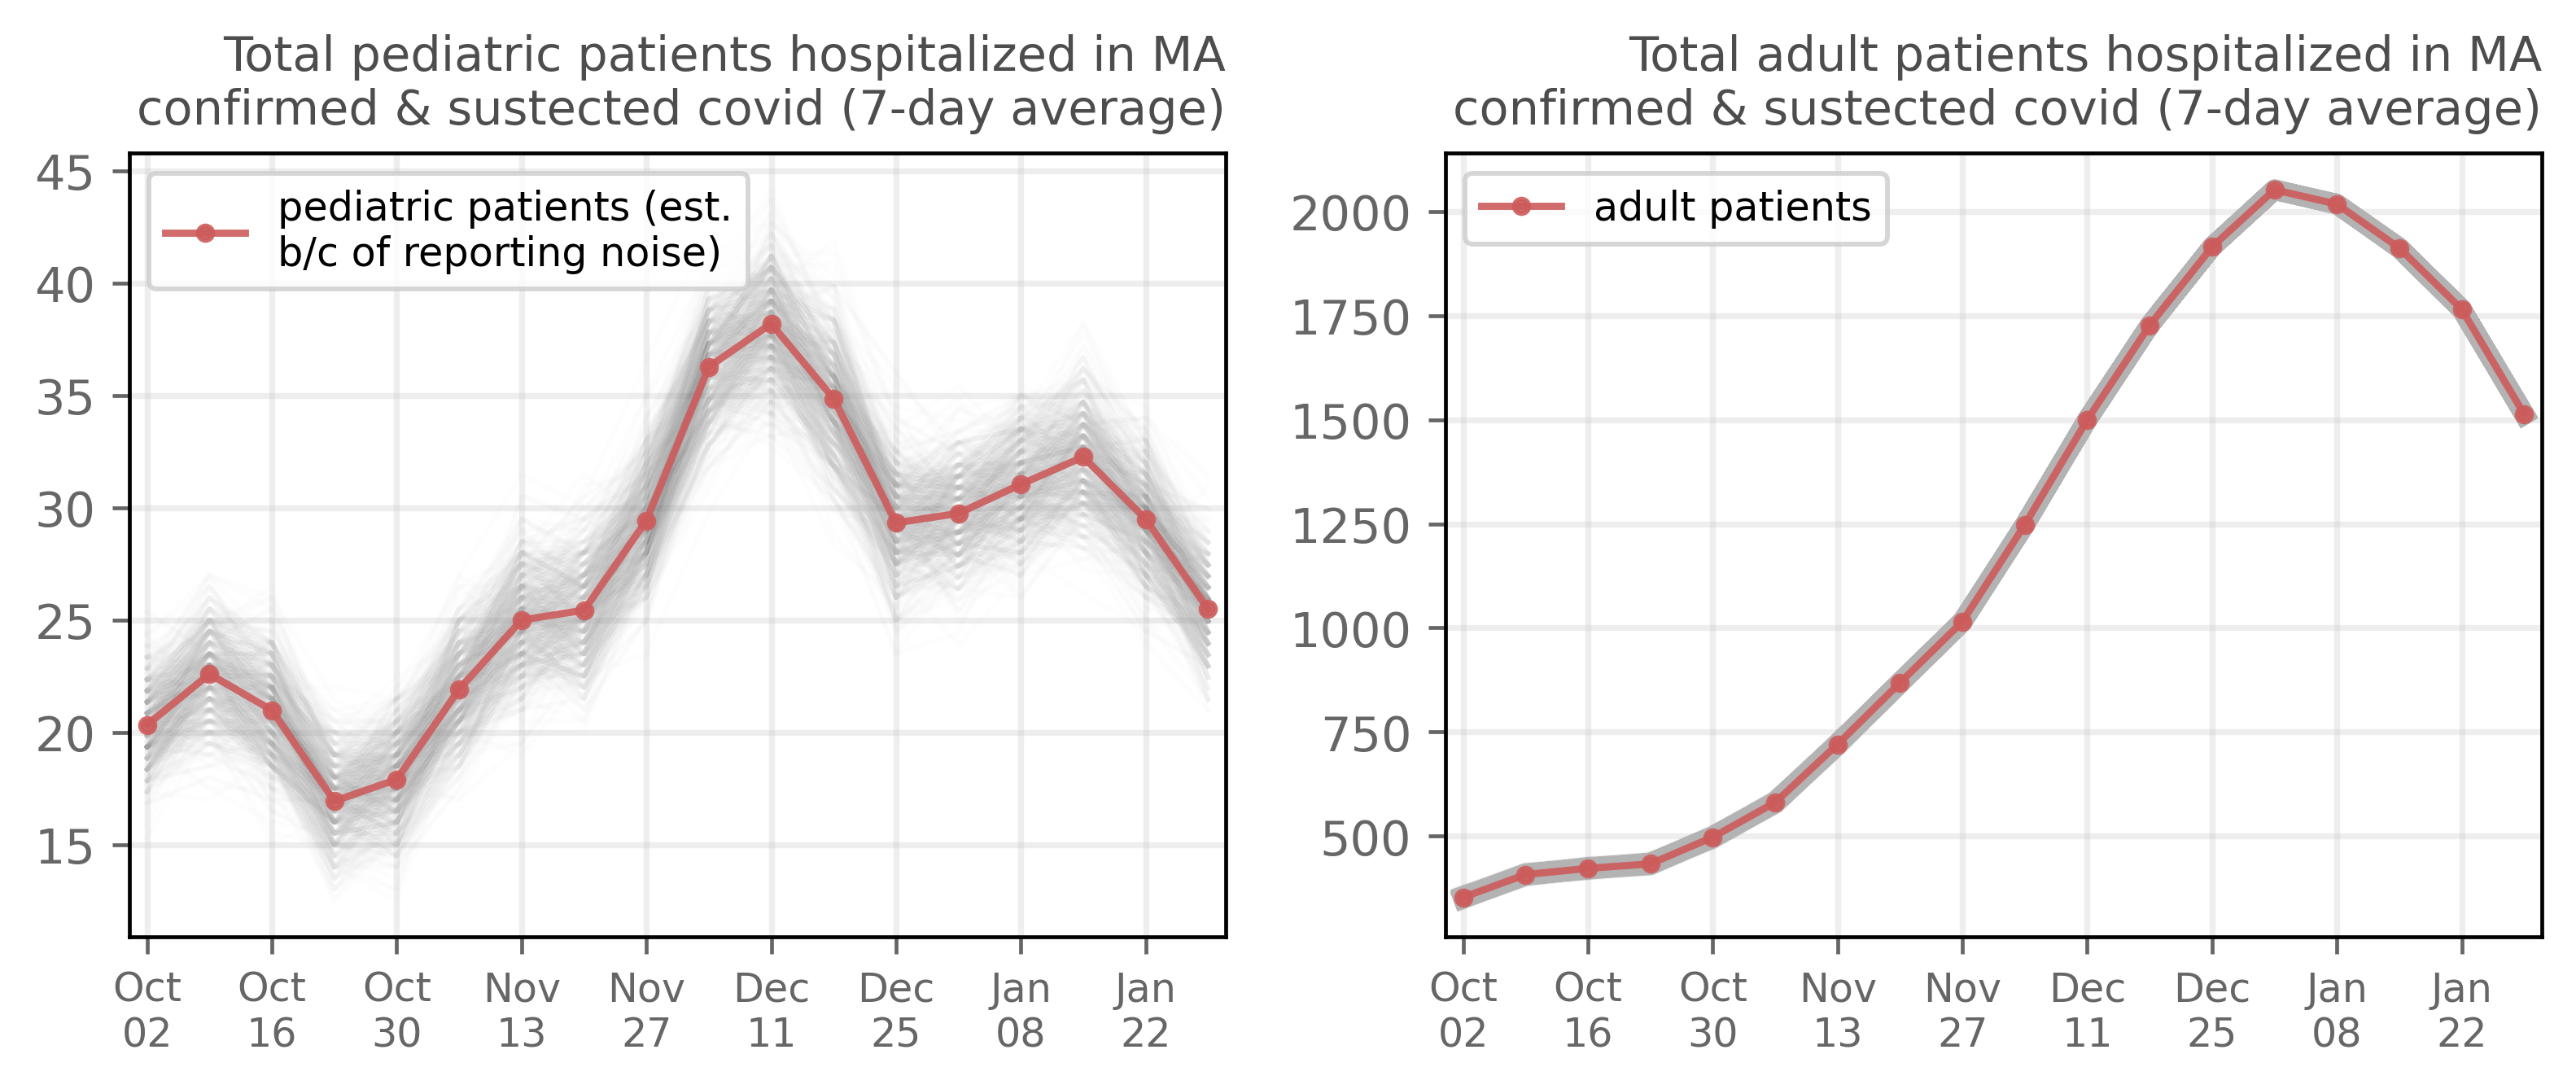 Total pediatric patients hospitalized in MA
confirmed & sustected covid (7-day average)
45
40
35
30
25
20
15
pediatric patients (est.
b/c of reporting noise)
Oct Oct Oct Nov Nov Dec Dec Jan Jan
02 16 30 13 27 11 25 08 22
Total adult patients hospitalized in MA
confirmed & sustected covid (7-day average)
2000
1750
1500
1250
1000
750
500
adult patients
Oct Oct Oct Nov Nov Dec Dec Jan Jan
02 16 30 13 27 11 25 08 22